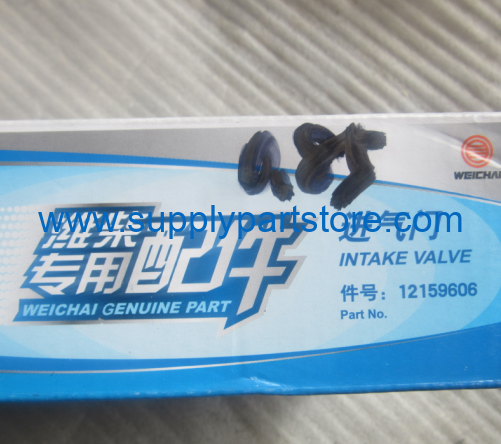 WEICHAI
潍柴
专用配件
WEICHAI GENUINE PART
进气门
INTAKE VALVE
件号：12159606
Part No.
www.supplypartstore.com